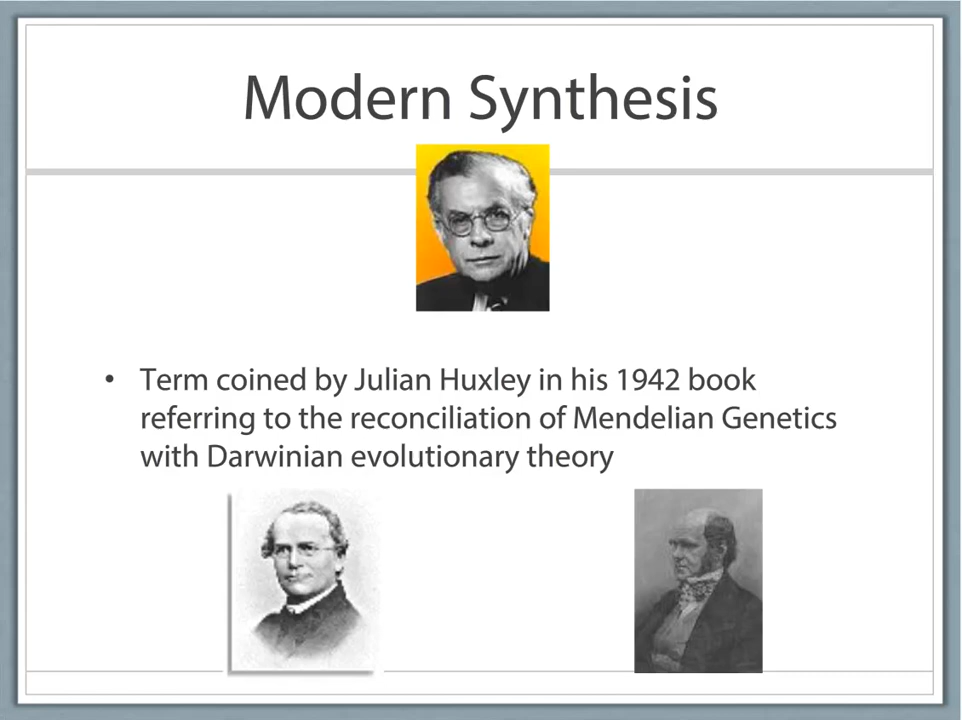 Modern Synthesis
• Term coined by Julian Huxley in his 1942 book
referring to the reconciliation of Mendelian Genetics
with Darwinian evolutionary theory